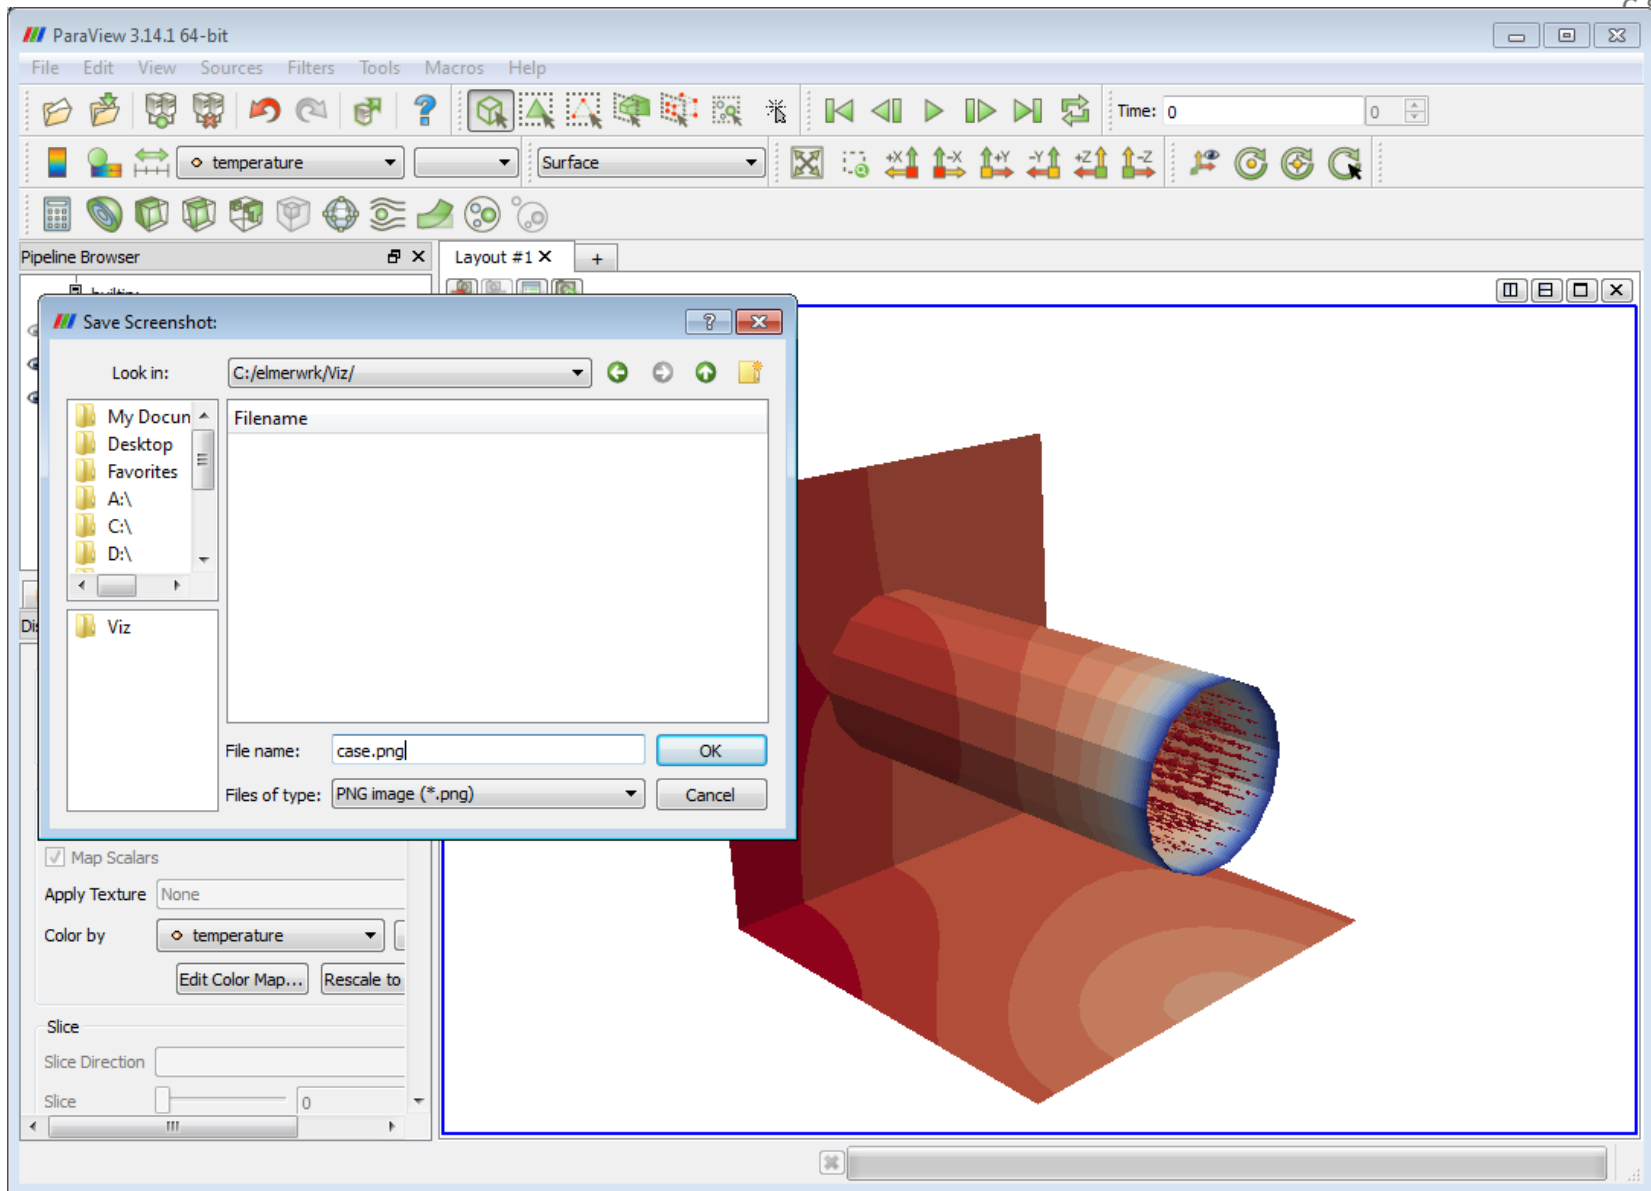 ParaView 3.14.1 64-bit
File Edit View Sources Filters Tools Macros Help
Time: 0 0
temperature Surface
+X -X +Y -Y +Z -Z
Pipeline Browser
Layout #1
Save Screenshot:
Look in: C:/elmerwrk/Viz/
My Docun
Desktop
Favorites
A:\
C:\
D:\
Filename
Viz
File name: case.png
OK
Files of type: PNG image (*.png)
Cancel
Map Scalars
Apply Texture None
Color by temperature
Edit Color Map... Rescale to
Slice
Slice Direction
Slice 0